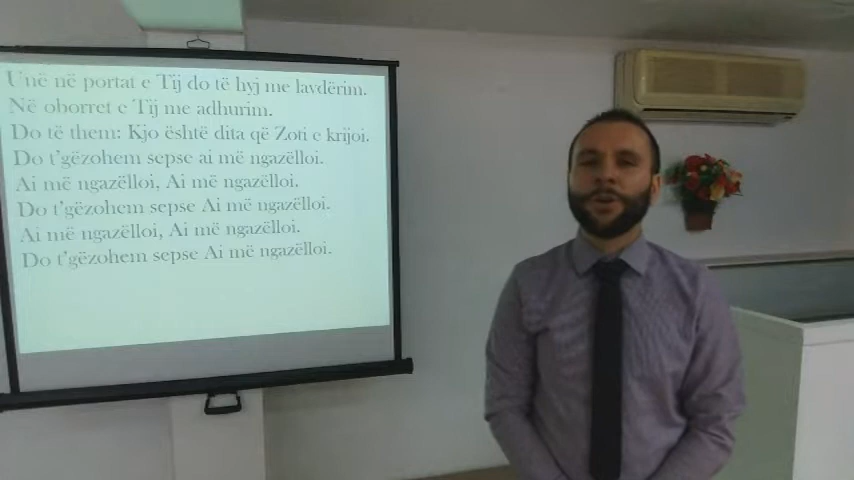 Unë në portat e Tij do të hyj me lavdërim.
Në oborret e Tij me adhurim.
Do të them: Kjo është dita që Zoti e krijoi.
Do t'gëzohem sepse ai më ngazëlloi.
Ai më ngazëlloi, Ai më ngazëlloi.
Do t'gëzohem sepse Ai më ngazëlloi.
Ai më ngazëlloi, Ai më ngazëlloi.
Do t'gëzohem sepse Ai më ngazëlloi.